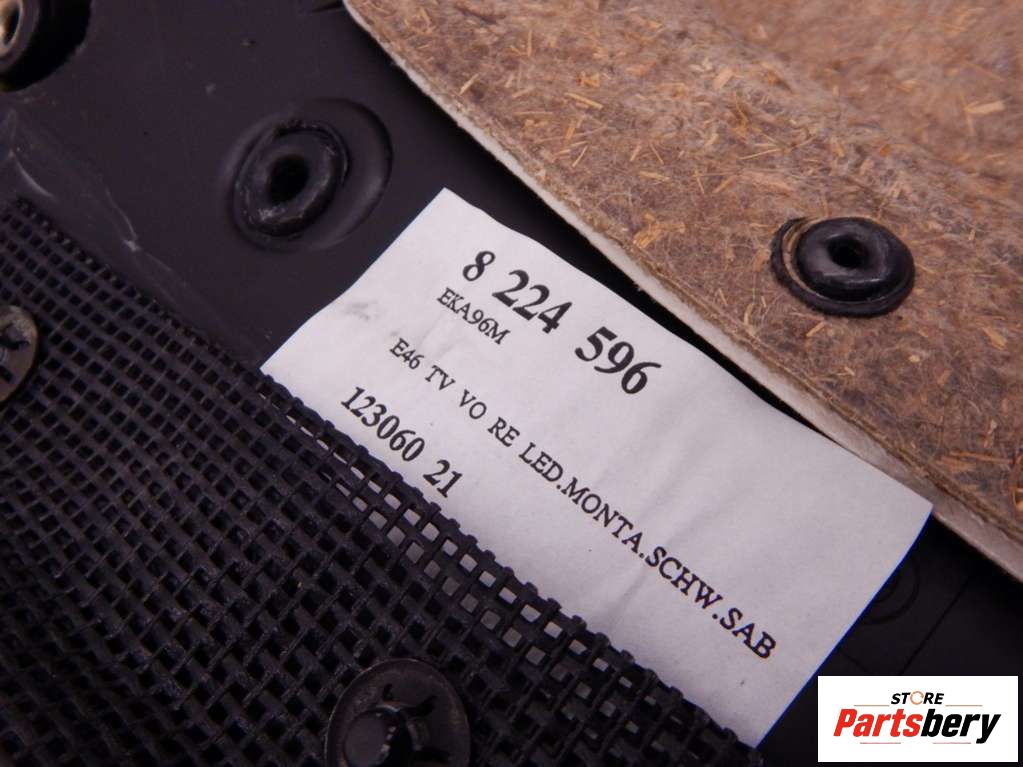 8 224 596
EKA96M
E46 TV VO RE LED.MONTA.SCHW.SAB
123060 21
STORE
Partsbery